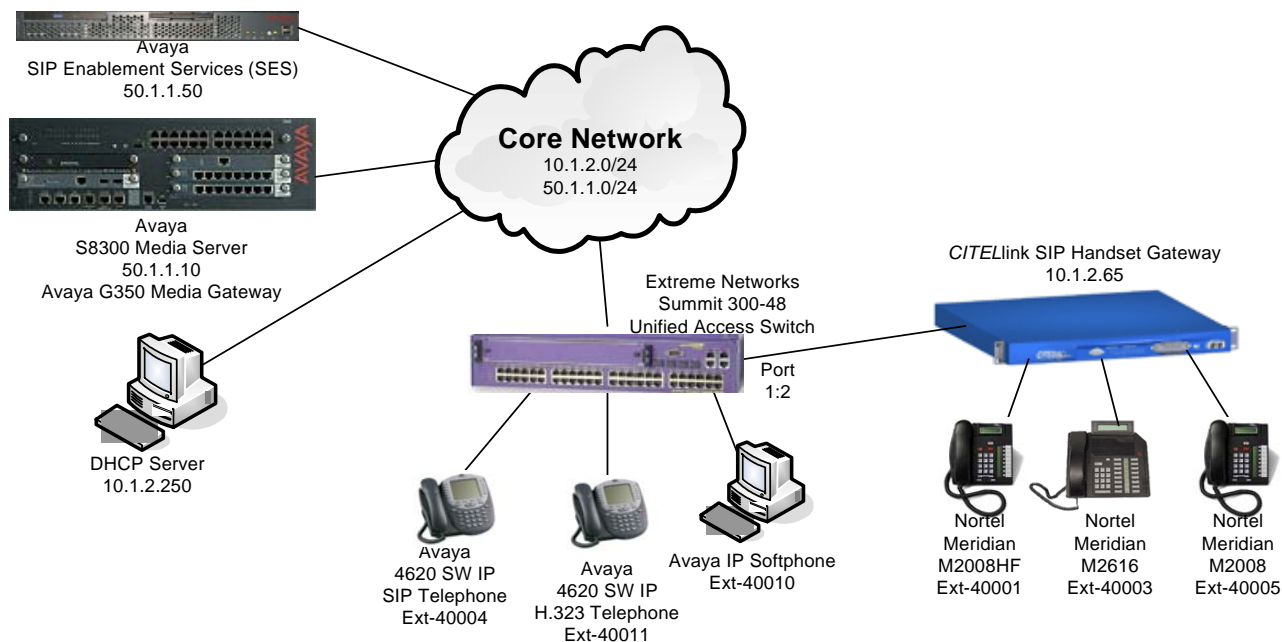 Avaya
SIP Enablement Services (SES)
50.1.1.50
Core Network
10.1.2.0/24
50.1.1.0/24
AVAYA
Avaya
S8300 Media Server
50.1.1.10
Avaya G350 Media Gateway
CITELlink SIP Handset Gateway
10.1.2.65
Extreme Networks
Summit 300-48
Unified Access Switch
Port
1:2
DHCP Server
10.1.2.250
Avaya
4620 SW IP
SIP Telephone
Ext-40004
Avaya
4620 SW IP
H.323 Telephone
Ext-40011
Avaya IP Softphone
Ext-40010
Nortel
Meridian
M2008HF
Ext-40001
Nortel
Meridian
M2616
Ext-40003
Nortel
Meridian
M2008
Ext-40005